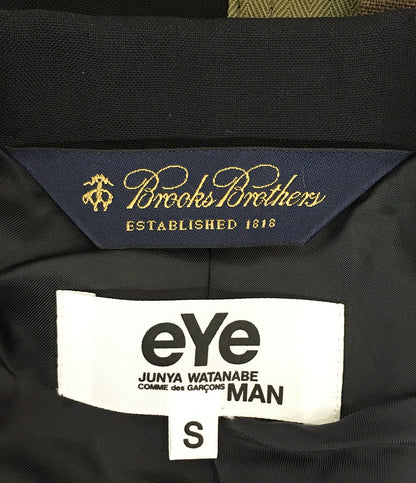 Brooks Brothers
ESTABLISHED 1818
eYe
JUNYA WATANABE
COMME des GARÇONS MAN
S